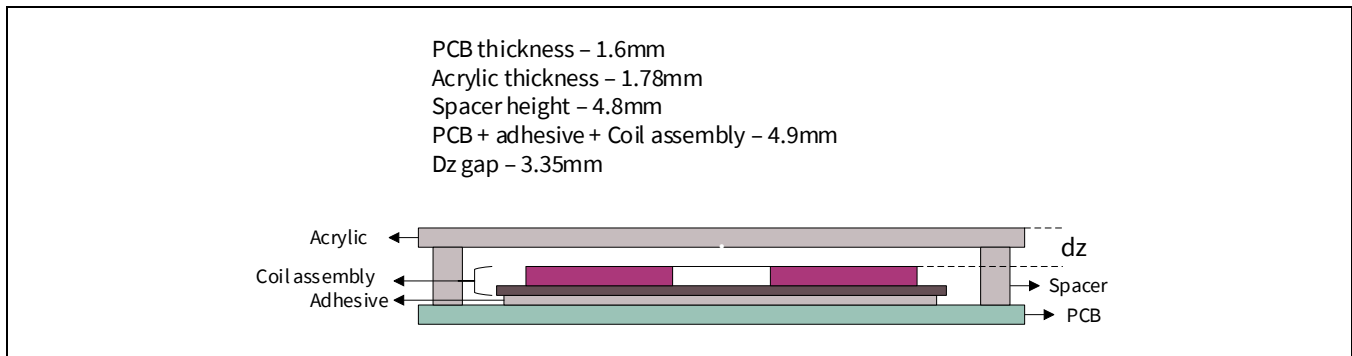 PCB thickness – 1.6mm
Acrylic thickness – 1.78mm
Spacer height – 4.8mm
PCB + adhesive + Coil assembly – 4.9mm
Dz gap – 3.35mm
Acrylic
dz
Coil assembly
Spacer
Adhesive
PCB